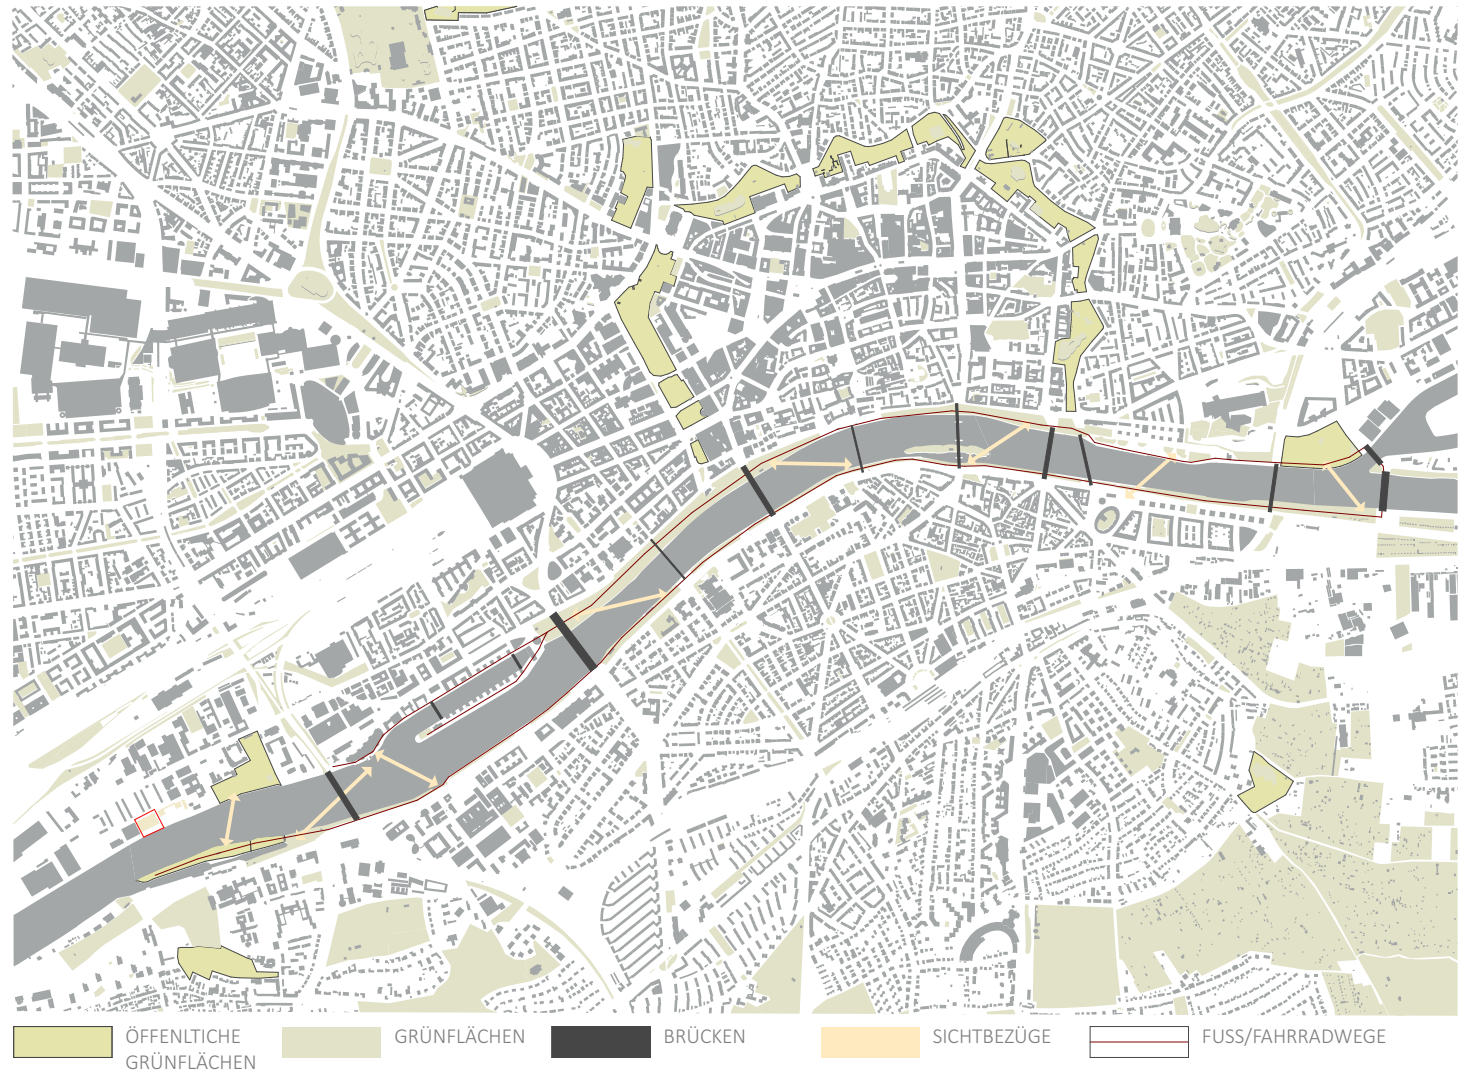 ÖFFENLTICHE
GRÜNFLÄCHEN
GRÜNFLÄCHEN
BRÜCKEN
SICHTBEZÜGE
FUSS/FAHRRADWEGE